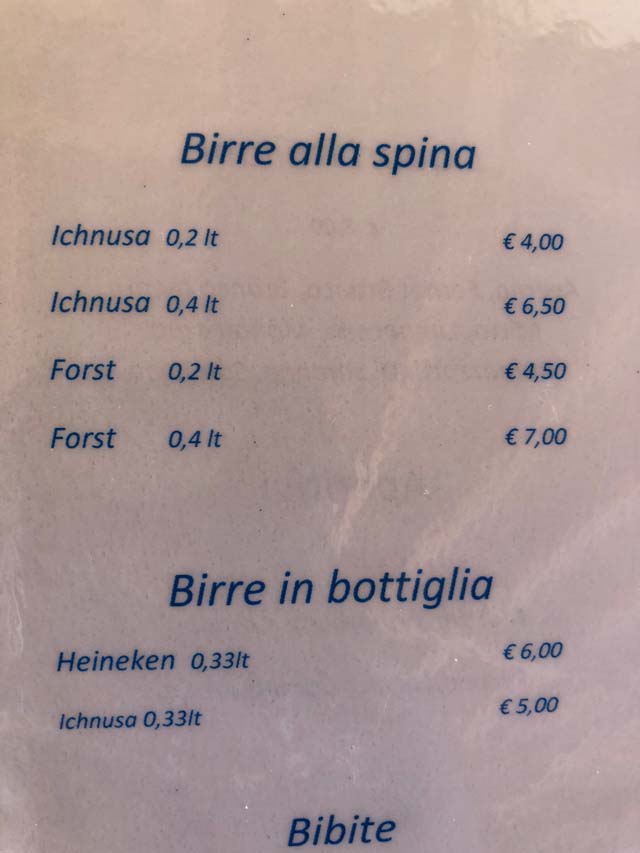 Birre alla spina
Ichnusa 0,2 lt € 4,00
Ichnusa 0,4 lt € 6,50
Forst 0,2 lt € 4,50
Forst 0,4 lt € 7,00
Birre in bottiglia
Heineken 0,33lt € 6,00
Ichnusa 0,33lt € 5,00
Bibite